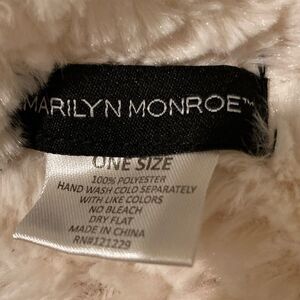 MARILYN MONROE™
ONE SIZE
100% POLYESTER
HAND WASH COLD SEPARATELY
WITH LIKE COLORS
NO BLEACH
DRY FLAT
MADE IN CHINA
RN#121229